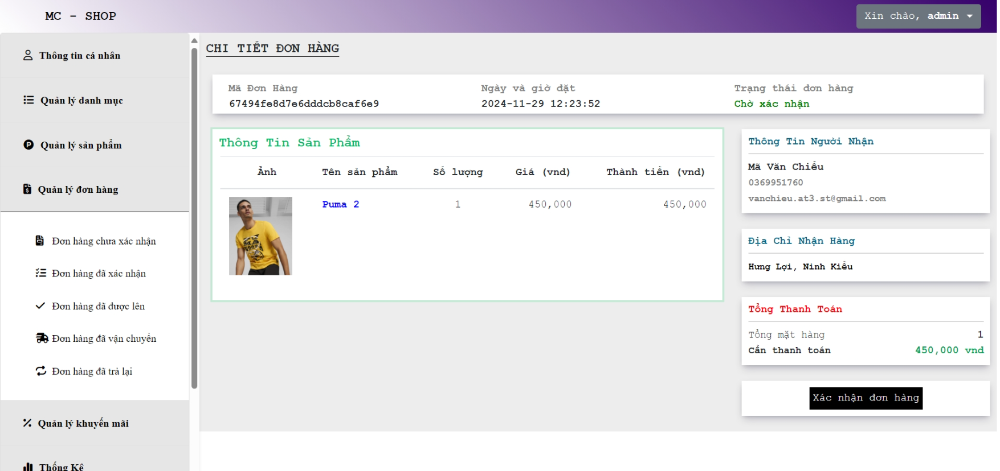 MC - SHOP
Xin chào, admin
Thông tin cá nhân
Quản lý danh mục
Quản lý sản phẩm
Quản lý đơn hàng
Đơn hàng chưa xác nhận
Đơn hàng đã xác nhận
Đơn hàng đã được lên
Đơn hàng đã vận chuyển
Đơn hàng đã trả lại
Quản lý khuyến mãi
Thống Kê
CHI TIẾT ĐƠN HÀNG
Mã Đơn Hàng
67494fe8d7e6dddcb8caf6e9
Ngày và giờ đặt
2024-11-29 12:23:52
Trạng thái đơn hàng
Chờ xác nhận
Thông Tin Sản Phẩm
Ảnh Tên sản phẩm Số lượng Giá (vnd) Thành tiền (vnd)
Puma 2 1 450,000 450,000
Thông Tin Người Nhận
Mã Văn Chiều
0369951760
vanchieu.at3.st@gmail.com
Địa Chỉ Nhận Hàng
Hưng Lợi, Ninh Kiều
Tổng Thanh Toán
Tổng mặt hàng 1
Cần thanh toán 450,000 vnd
Xác nhận đơn hàng